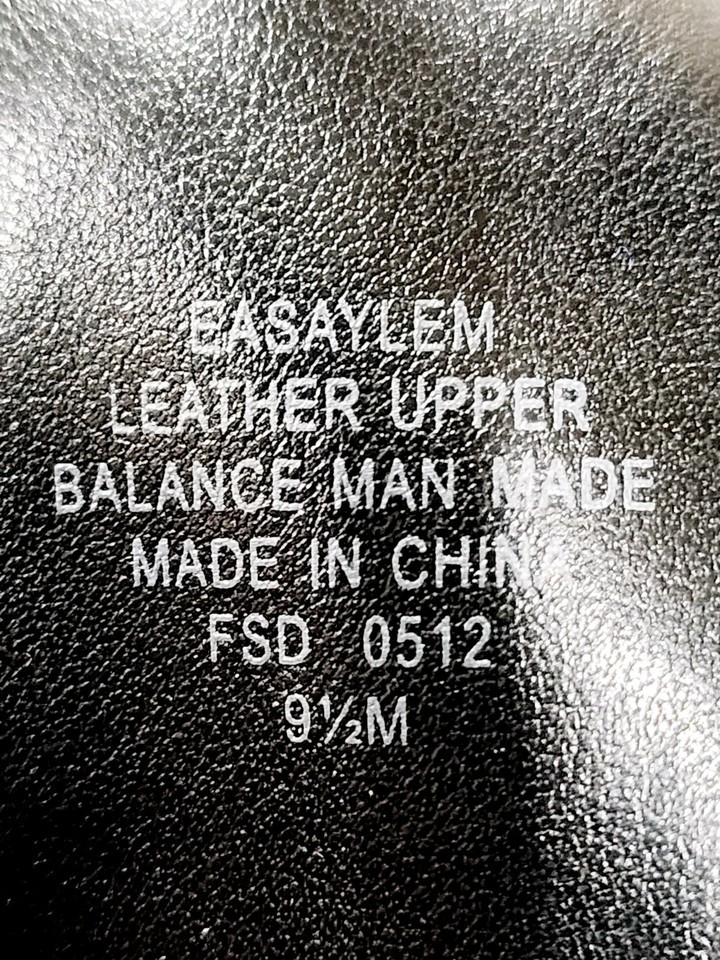 EASAYLEM
LEATHER UPPER
BALANCE MAN MADE
MADE IN CHINA
FSD 0512
9½M